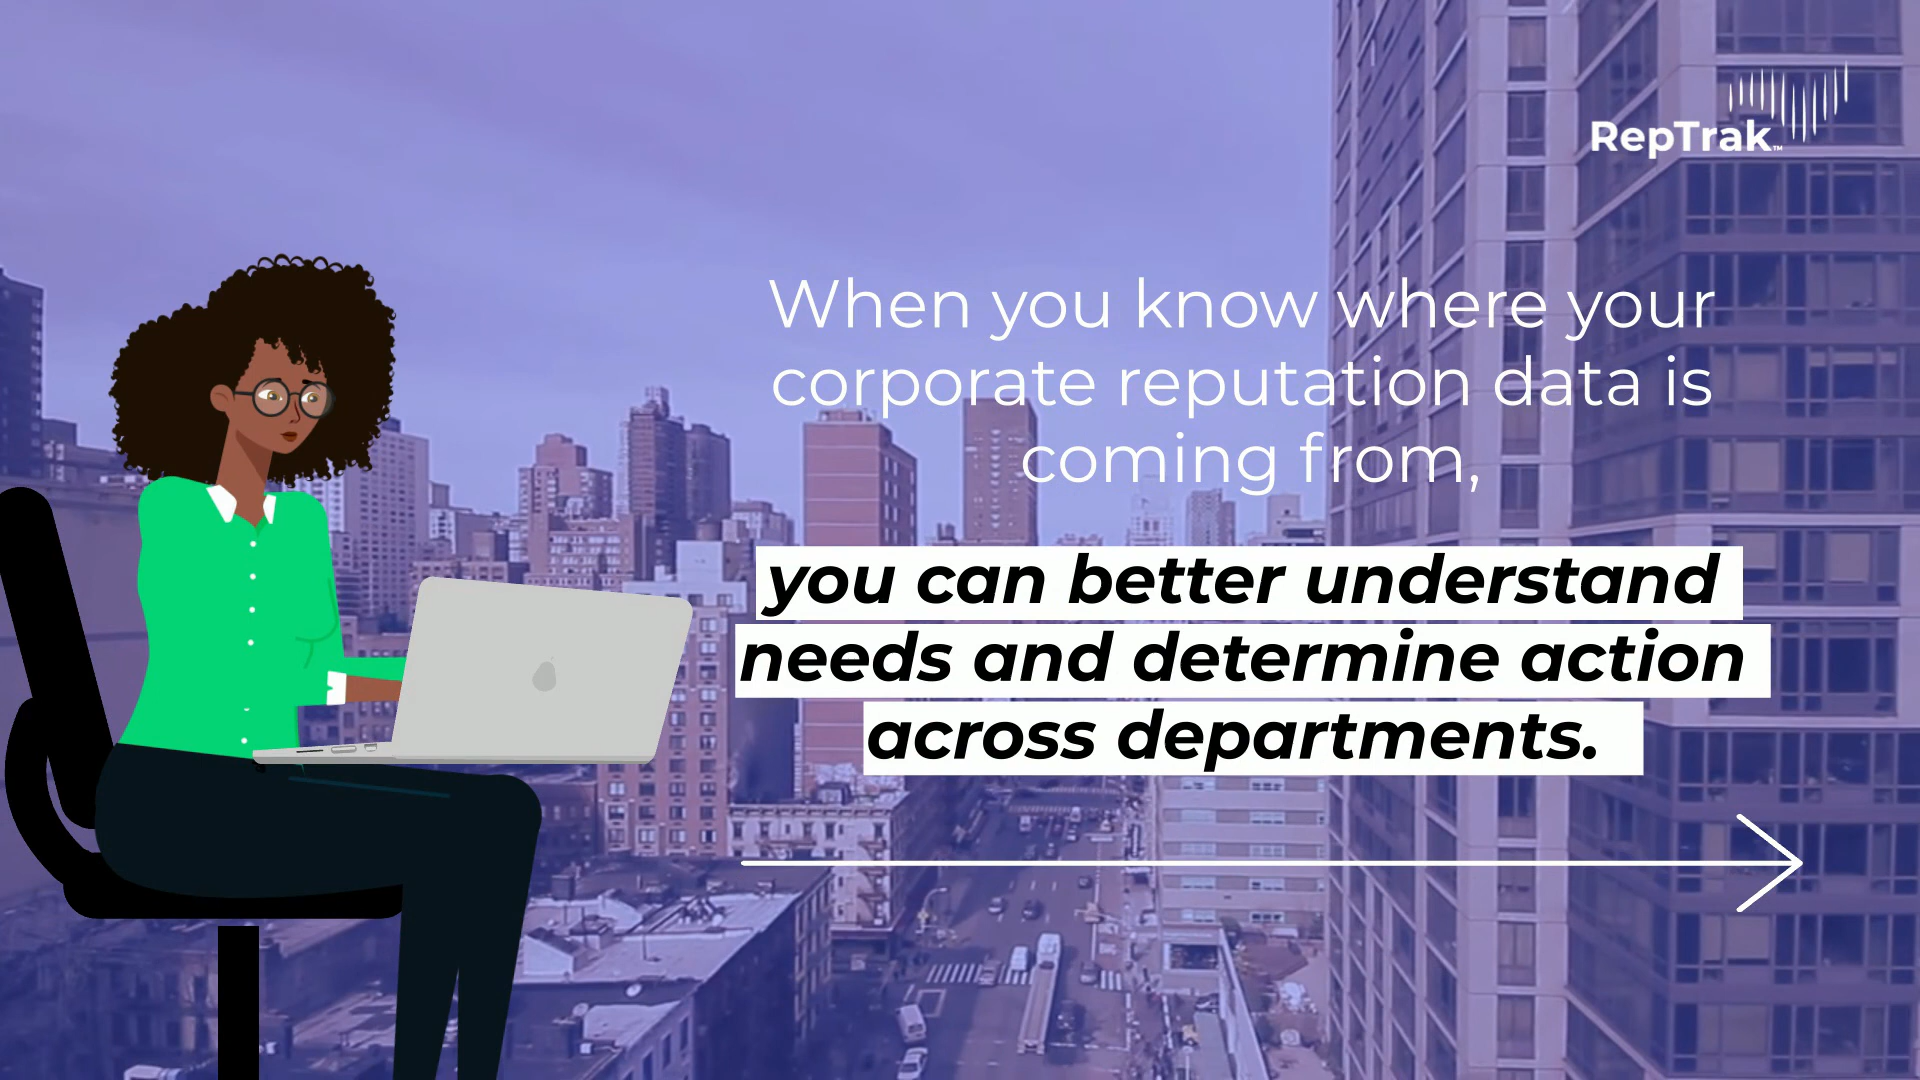 RepTrak™
When you know where your
corporate reputation data is
coming from,
you can better understand
needs and determine action
across departments.